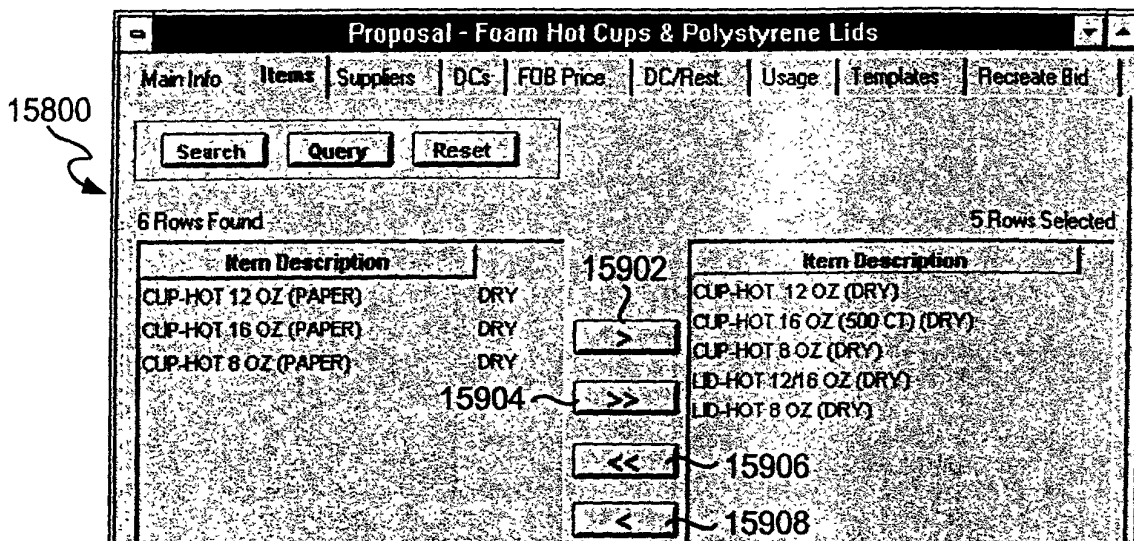 Proposal - Foam Hot Cups & Polystyrene Lids
Main Info Items Suppliers DCs FOB Price DC/Rest. Usage Templates Recreate Bid
15800
Search Query Reset
6 Rows Found 5 Rows Selected
Item Description Item Description
15902
CUP-HOT 12 OZ (PAPER) DRY CUP-HOT 12 OZ (DRY)
CUP-HOT 16 OZ (PAPER) DRY > CUP-HOT 16 OZ (500 CT) (DRY)
CUP-HOT 8 OZ (PAPER) DRY CUP-HOT 8 OZ (DRY)
LID-HOT 12/16 OZ (DRY)
15904 >> LID-HOT 8 OZ (DRY)
<< 15906
< 15908